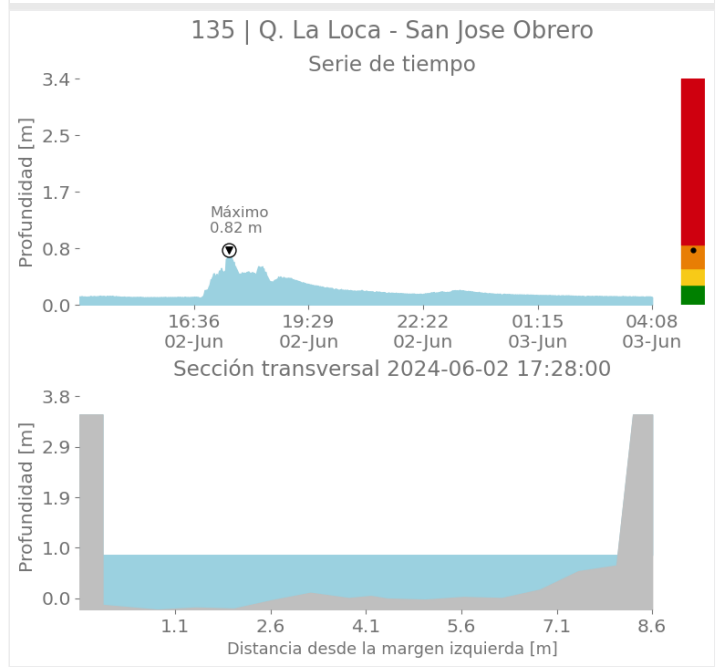 135 | Q. La Loca - San Jose Obrero
Serie de tiempo
Profundidad [m]
3.4
2.5
1.7
0.8
0.0
Máximo
0.82 m
16:36 19:29 22:22 01:15 04:08
02-Jun 02-Jun 02-Jun 03-Jun 03-Jun
Sección transversal 2024-06-02 17:28:00
Profundidad [m]
3.8
2.9
1.9
1.0
0.0
1.1 2.6 4.1 5.6 7.1 8.6
Distancia desde la margen izquierda [m]